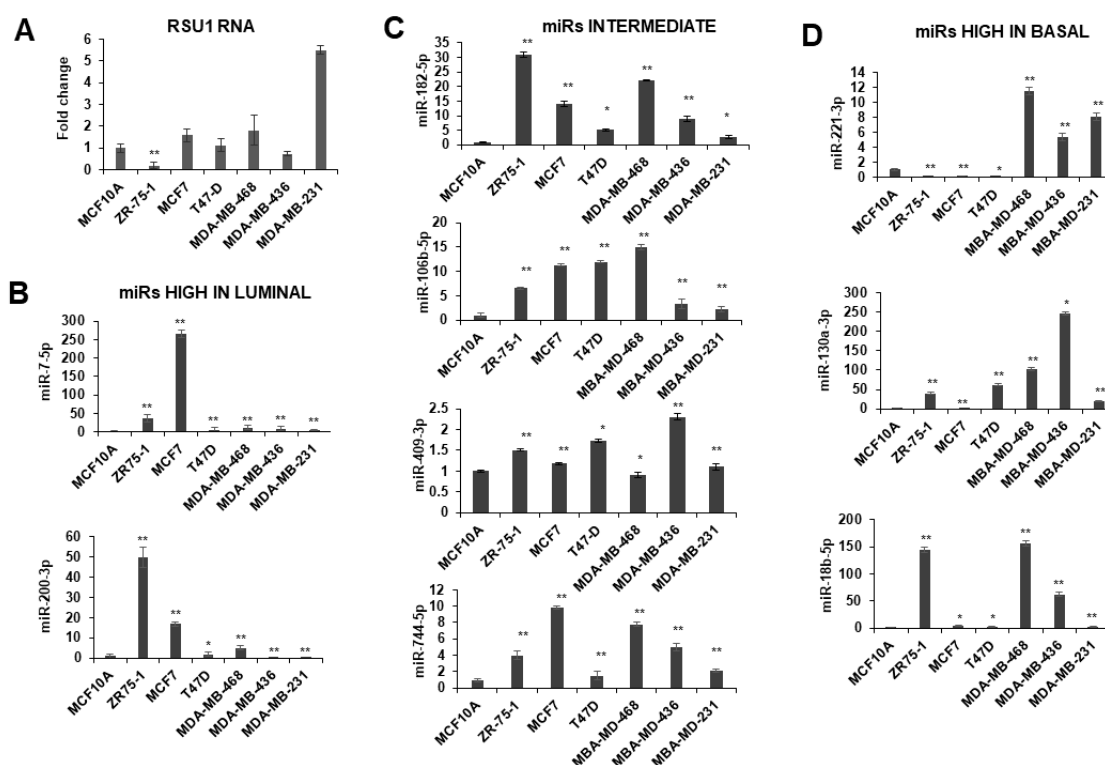 A
RSU1 RNA
Fold change
6
5
4
3
2
1
0
**
MCF10A
ZR-75-1
MCF7
T47-D
MDA-MB-468
MDA-MB-436
MDA-MB-231
B
miRs HIGH IN LUMINAL
miR-7-5p
300
250
200
150
100
50
0
** ** ** ** ** **
MCF10A
ZR75-1
MCF7
T47D
MDA-MB-468
MDA-MB-436
MDA-MB-231
miR-200-3p
60
50
40
30
20
10
0
** ** * ** ** **
MCF10A
ZR75-1
MCF7
T47D
MDA-MB-468
MDA-MB-436
MDA-MB-231
C
miRs INTERMEDIATE
miR-182-5p
35
30
25
20
15
10
5
0
** ** * ** ** *
MCF10A
ZR75-1
MCF7
T47D
MDA-MB-468
MDA-MB-436
MDA-MB-231
miR-106b-5p
20
15
10
5
0
** ** ** ** ** **
MCF10A
ZR-75-1
MCF7
T47D
MBA-MD-468
MBA-MD-436
MBA-MD-231
miR-409-3p
2.5
2
1.5
1
0.5
0
** ** * * ** **
MCF10A
ZR-75-1
MCF7
T47-D
MDA-MB-468
MDA-MB-436
MDA-MB-231
miR-744-5p
12
10
8
6
4
2
0
** ** ** ** ** **
MCF10A
ZR-75-1
MCF7
T47D
MBA-MD-468
MBA-MD-436
MBA-MD-231
D
miRs HIGH IN BASAL
miR-221-3p
14
12
10
8
6
4
2
0
** ** * ** ** **
MCF10A
ZR-75-1
MCF7
T47D
MBA-MD-468
MBA-MD-436
MBA-MD-231
miR-130a-3p
300
250
200
150
100
50
0
** ** ** ** * **
MCF10A
ZR-75-1
MCF7
T47D
MBA-MD-468
MBA-MD-436
MBA-MD-231
miR-18b-5p
200
150
100
50
0
** * * ** ** **
MCF10A
ZR75-1
MCF7
T47D
MDA-MB-468
MDA-MB-436
MDA-MB-231